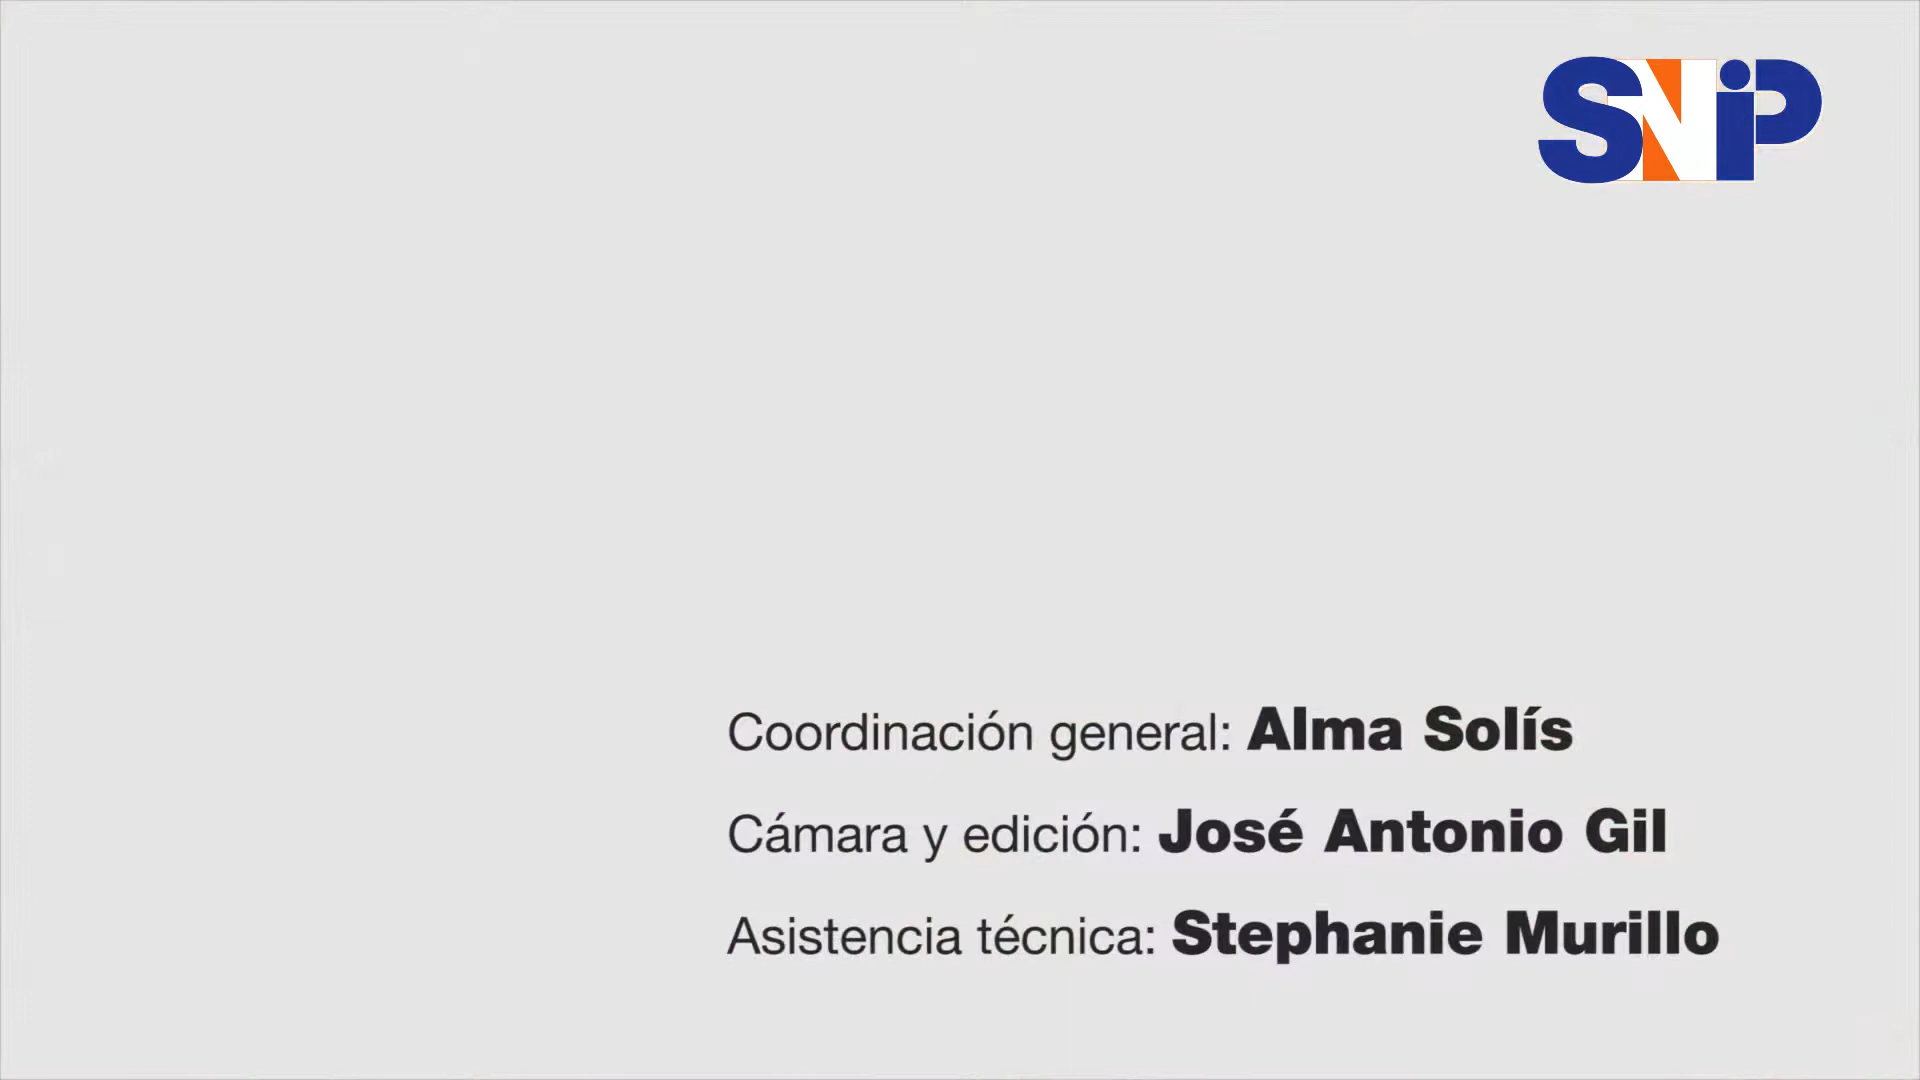 SNiP
Coordinación general: Alma Solís
Cámara y edición: José Antonio Gil
Asistencia técnica: Stephanie Murillo